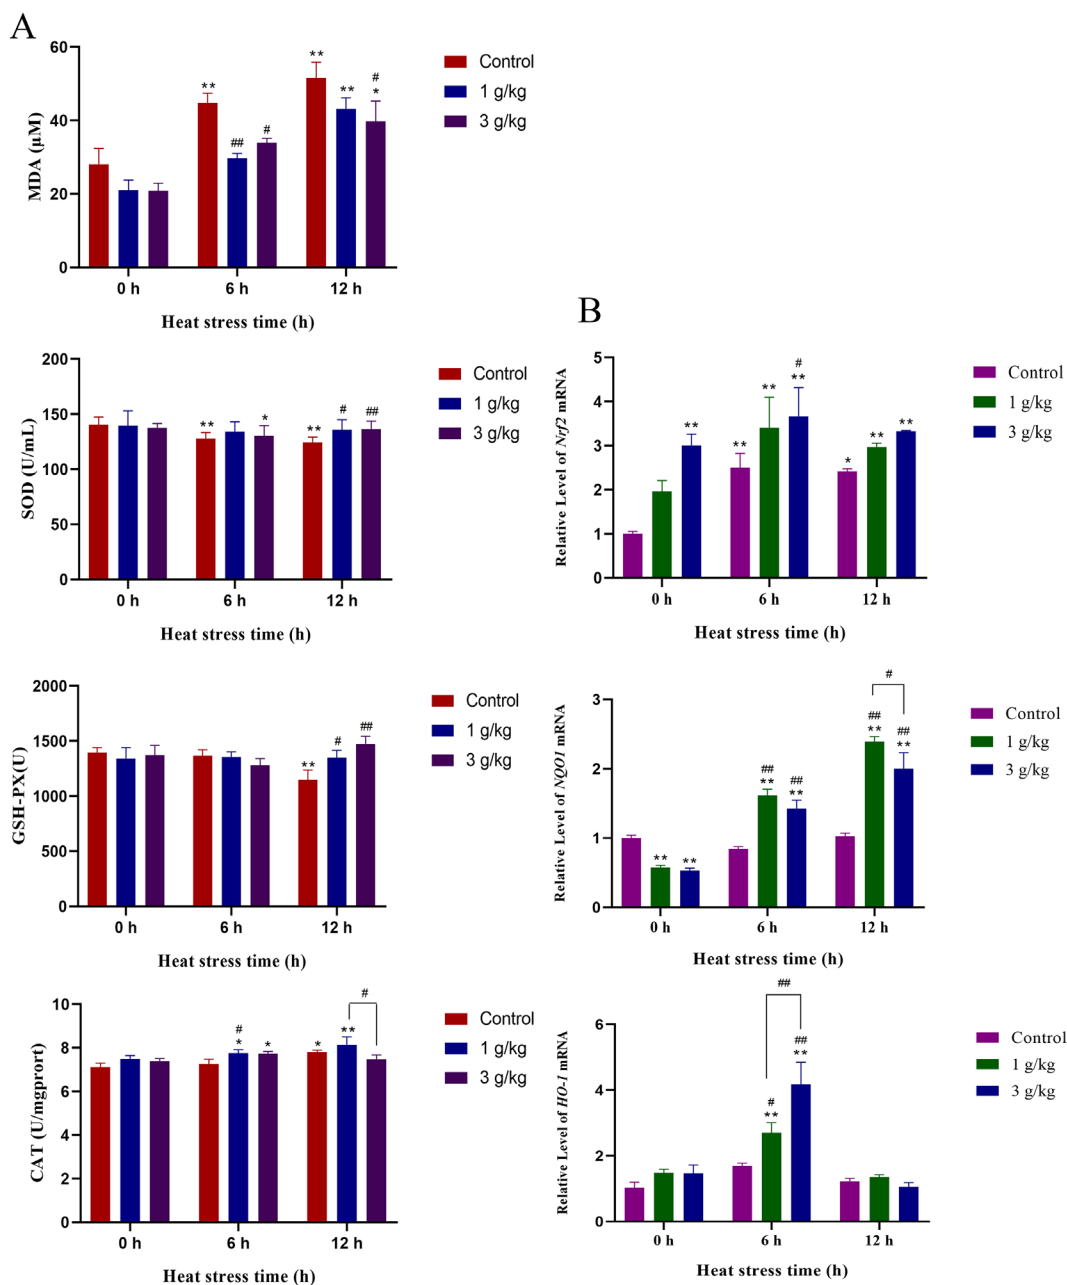 A
60
40
20
0
MDA (μM)
**
**
##
#
**
**
#
*
0 h
6 h
12 h
Heat stress time (h)
Control
1 g/kg
3 g/kg
200
150
100
50
0
SOD (U/mL)
**
*
**
#
##
0 h
6 h
12 h
Heat stress time (h)
Control
1 g/kg
3 g/kg
2000
1500
1000
500
0
GSH-PX(U)
**
#
##
0 h
6 h
12 h
Heat stress time (h)
Control
1 g/kg
3 g/kg
10
8
6
4
2
0
CAT (U/mgprort)
#
*
*
*
**
#
0 h
6 h
12 h
Heat stress time (h)
Control
1 g/kg
3 g/kg
B
5
4
3
2
1
0
Relative Level of Nrf2 mRNA
**
**
**
#
**
*
**
**
0 h
6 h
12 h
Heat stress time (h)
Control
1 g/kg
3 g/kg
3
2
1
0
Relative Level of NQO1 mRNA
**
**
##
**
##
**
##
**
##
**
#
0 h
6 h
12 h
Heat stress time (h)
Control
1 g/kg
3 g/kg
6
4
2
0
Relative Level of HO-1 mRNA
#
**
##
**
##
0 h
6 h
12 h
Heat stress time (h)
Control
1 g/kg
3 g/kg